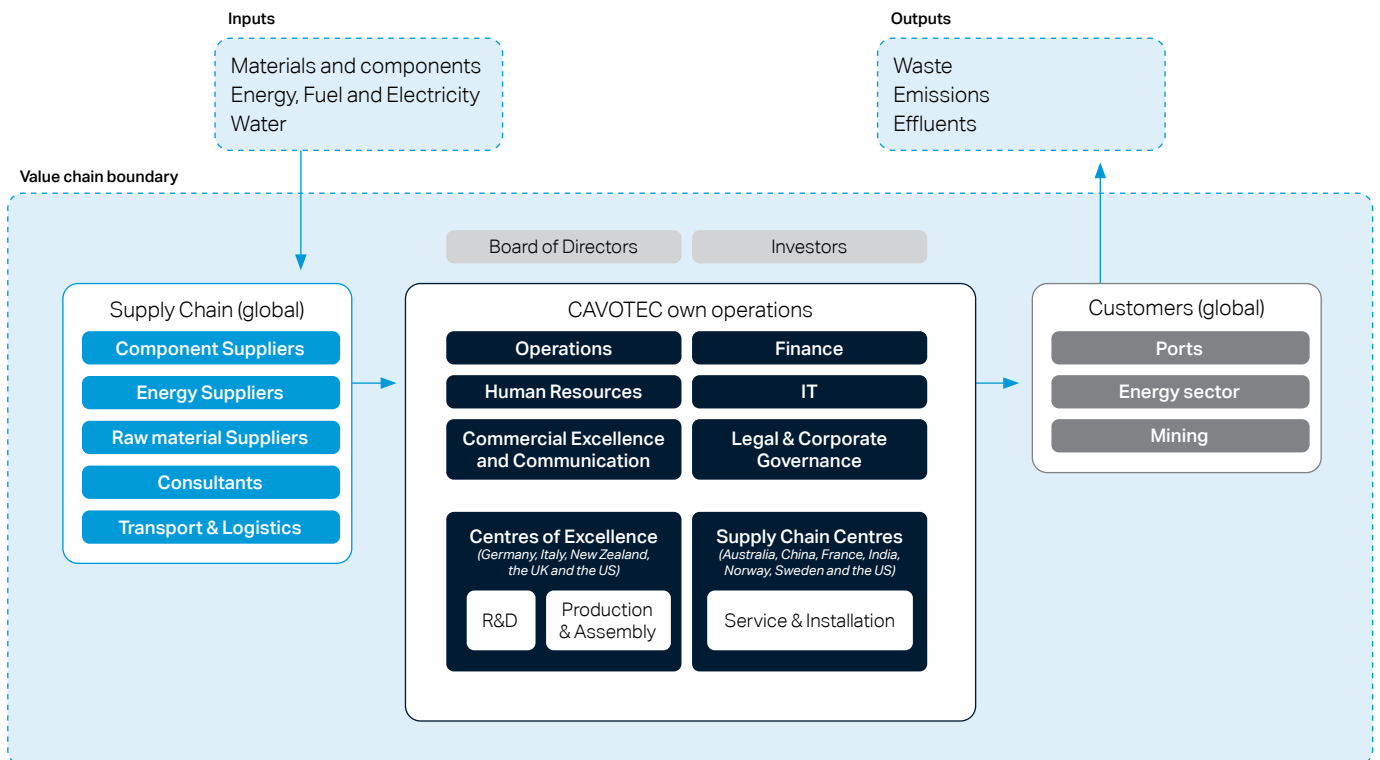 Inputs
Materials and components
Energy, Fuel and Electricity
Water
Outputs
Waste
Emissions
Effluents
Value chain boundary
Board of Directors
Investors
Supply Chain (global)
Component Suppliers
Energy Suppliers
Raw material Suppliers
Consultants
Transport & Logistics
CAVOTEC own operations
Operations
Finance
Human Resources
IT
Commercial Excellence
and Communication
Legal & Corporate
Governance
Centres of Excellence
(Germany, Italy, New Zealand,
the UK and the US)
R&D
Production
& Assembly
Supply Chain Centres
(Australia, China, France, India,
Norway, Sweden and the US)
Service & Installation
Customers (global)
Ports
Energy sector
Mining